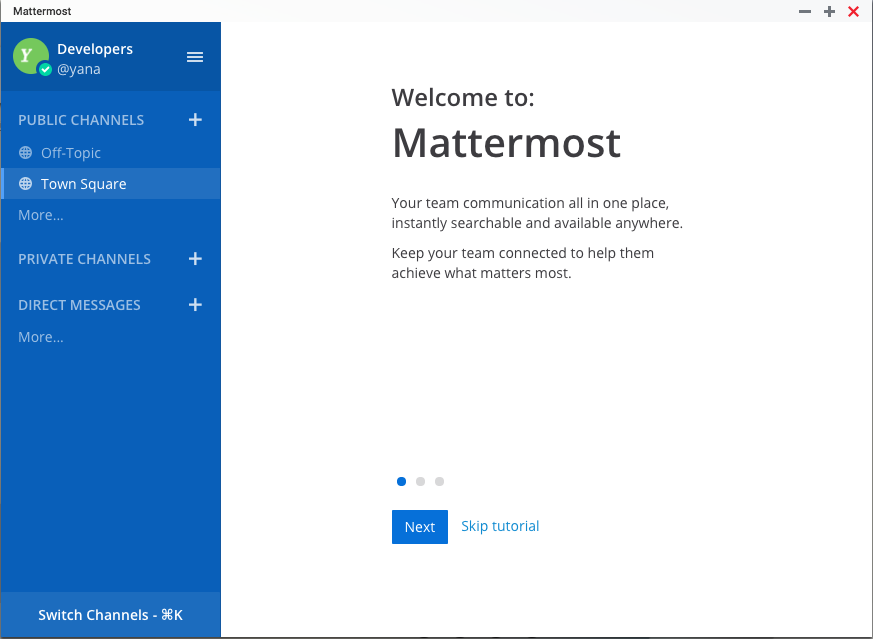 Mattermost
Y
Developers
@yana
PUBLIC CHANNELS
Off-Topic
Town Square
More...
PRIVATE CHANNELS
DIRECT MESSAGES
More...
Switch Channels - ⌘K
Welcome to:
Mattermost
Your team communication all in one place,
instantly searchable and available anywhere.
Keep your team connected to help them
achieve what matters most.
Next
Skip tutorial